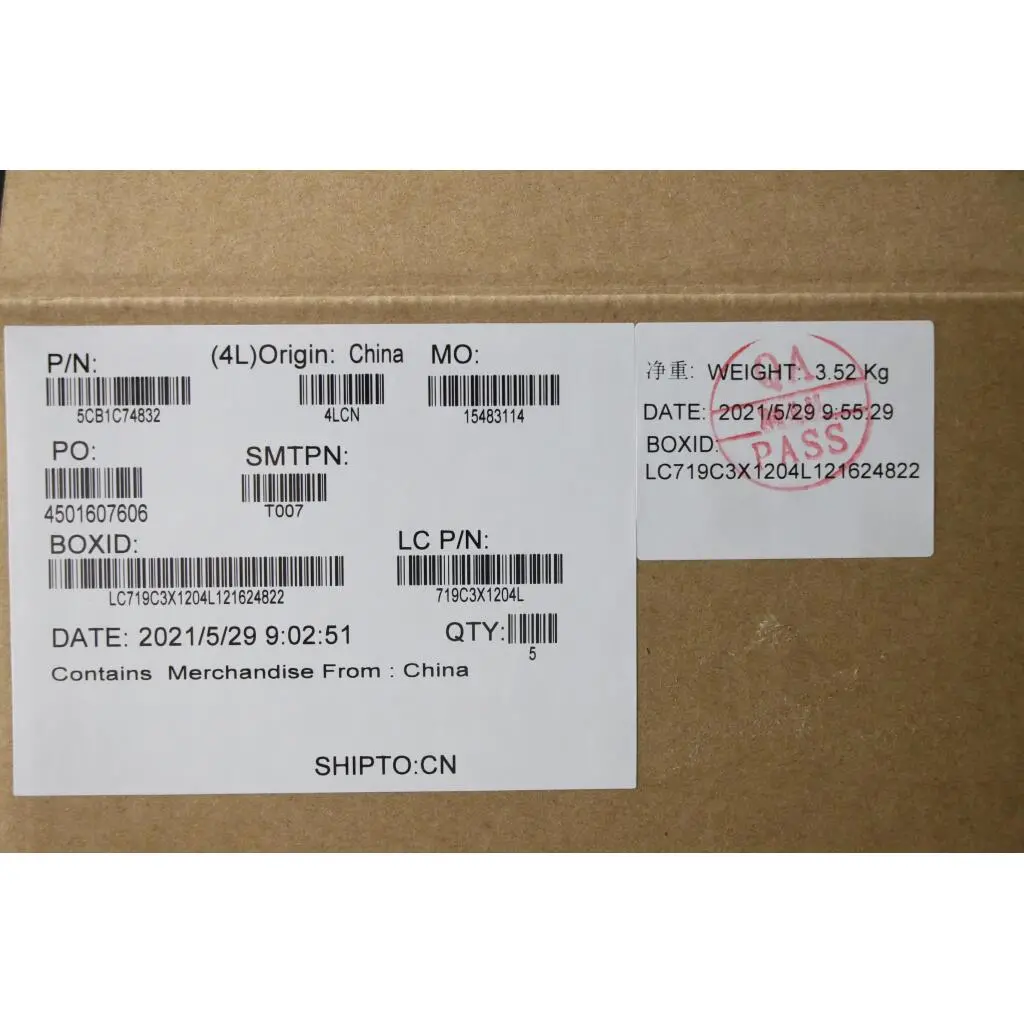 P/N:
5CB1C74832
(4L)Origin: China
4LCN
MO:
15483114
PO:
4501607606
SMTPN:
T007
BOXID:
LC719C3X1204L121624822
LC P/N:
719C3X1204L
DATE: 2021/5/29 9:02:51
QTY:
5
Contains Merchandise From : China
SHIPTO:CN
净重: WEIGHT: 3.52 Kg
DATE: 2021/5/29 9:55:29
BOXID:
LC719C3X1204L121624822
QA
PASS